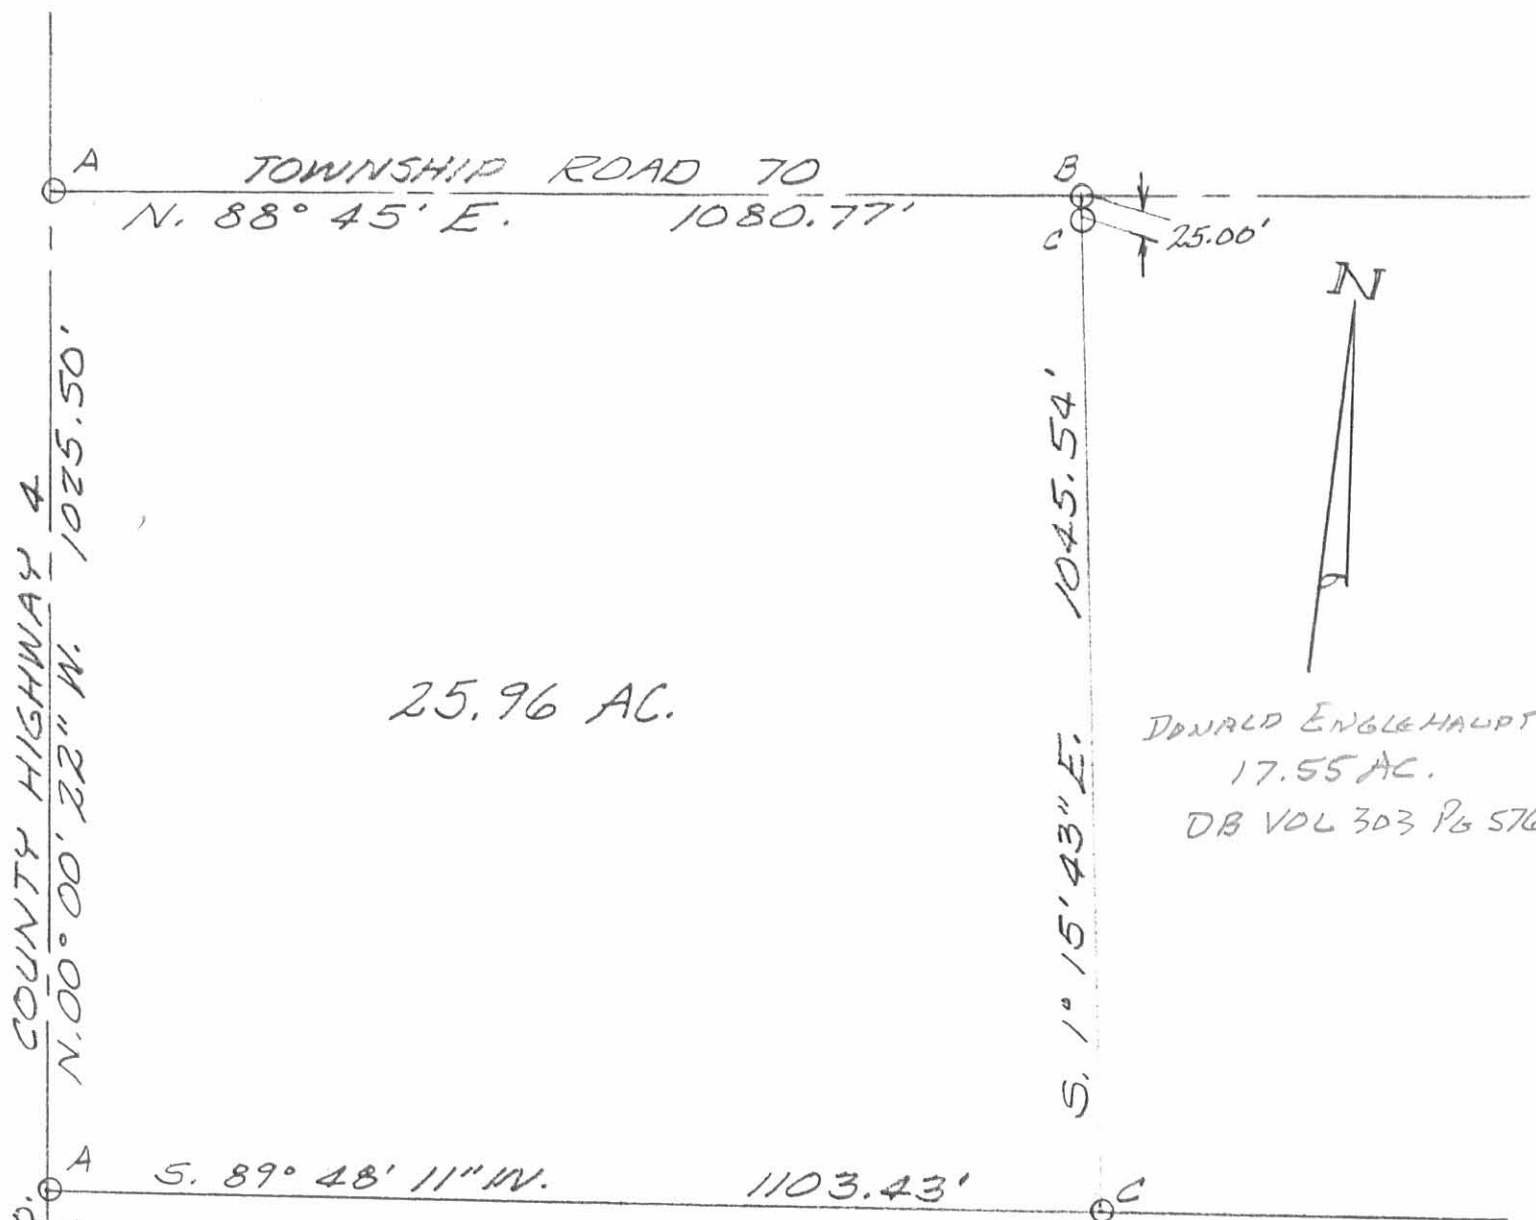 A
TOWNSHIP ROAD 70
B
N. 88° 45' E. 1080.77'
C
25.00'
N
COUNTY HIGHWAY 4
N. 00° 00' 22" W. 1025.50'
S. 1° 15' 43" E. 1045.54'
25.96 AC.
DONALD ENGLEHAUPT
17.55 AC.
DB VOL 303 PG 576
A
S. 89° 48' 11" W. 1103.43'
C